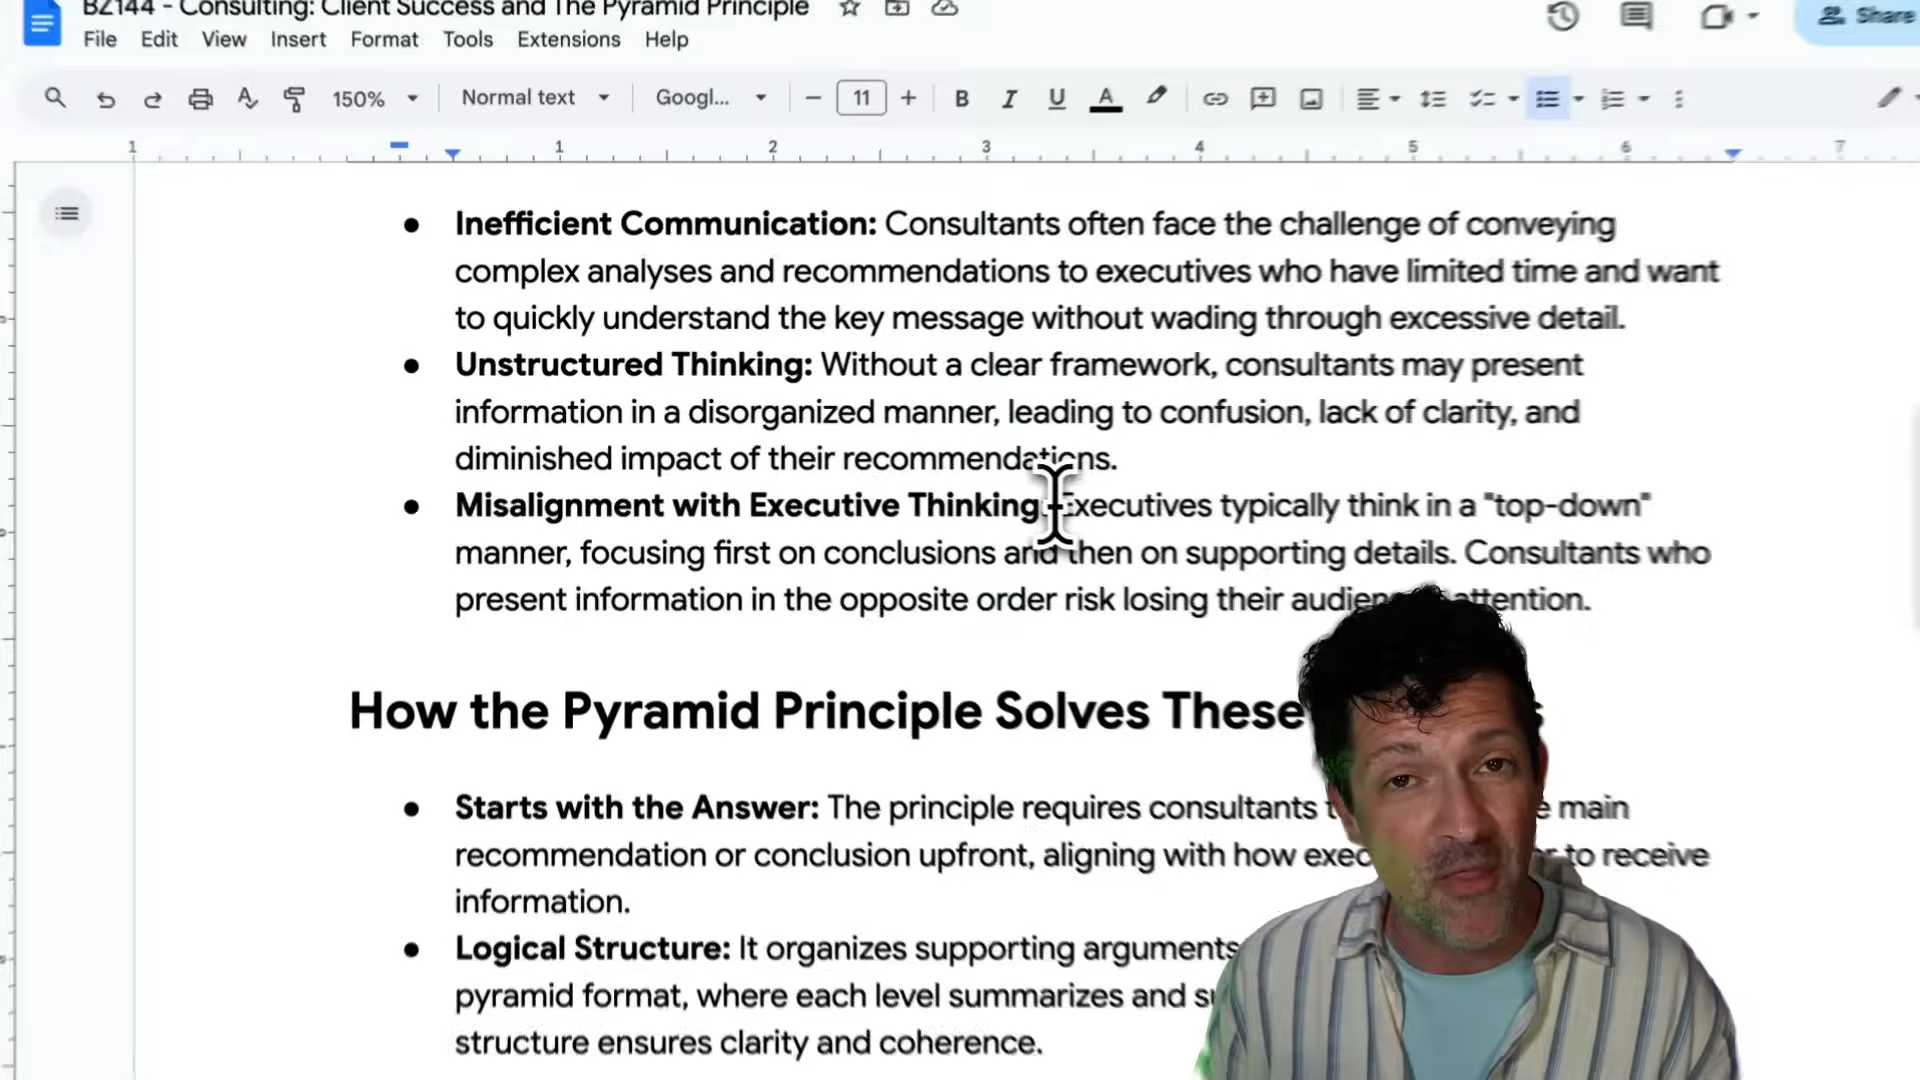 BZ144 - Consulting: Client Success and The Pyramid Principle
File Edit View Insert Format Tools Extensions Help
Share
150% Normal text Googl... 11
1 1 2 3 4 5 6 7
● Inefficient Communication: Consultants often face the challenge of conveying
complex analyses and recommendations to executives who have limited time and want
to quickly understand the key message without wading through excessive detail.
● Unstructured Thinking: Without a clear framework, consultants may present
information in a disorganized manner, leading to confusion, lack of clarity, and
diminished impact of their recommendations.
● Misalignment with Executive Thinking: Executives typically think in a "top-down"
manner, focusing first on conclusions and then on supporting details. Consultants who
present information in the opposite order risk losing their attention.
How the Pyramid Principle Solves These
● Starts with the Answer: The principle requires consultants main
recommendation or conclusion upfront, aligning with how to receive
information.
● Logical Structure: It organizes supporting arguments
pyramid format, where each level summarizes and
structure ensures clarity and coherence.